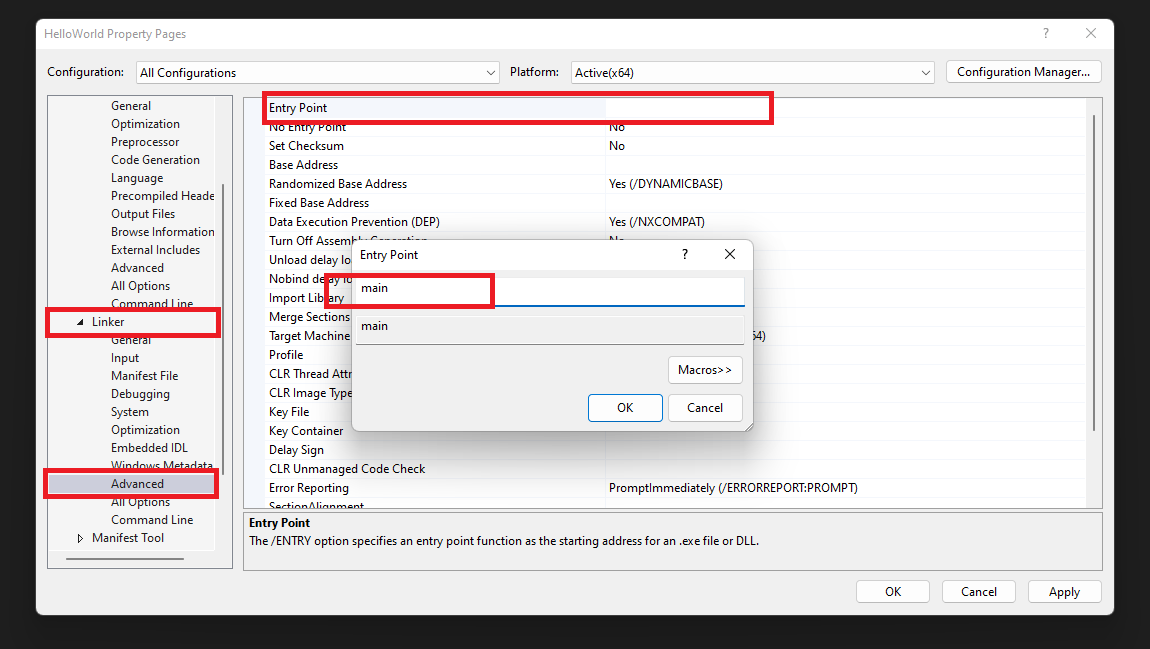 HelloWorld Property Pages
?
Configuration:
All Configurations
Platform:
Active(x64)
Configuration Manager...
General
Optimization
Preprocessor
Code Generation
Language
Precompiled Heade
Output Files
Browse Information
External Includes
Advanced
All Options
Command Line
Linker
General
Input
Manifest File
Debugging
System
Optimization
Embedded IDL
Windows Metadata
Advanced
All Options
Command Line
Manifest Tool
Entry Point
No Entry Point No
Set Checksum No
Base Address
Randomized Base Address Yes (/DYNAMICBASE)
Fixed Base Address
Data Execution Prevention (DEP) Yes (/NXCOMPAT)
Turn Off Assembly Generation No
Unload delay lo
Nobind delay lo
Import Library
Merge Sections
Target Machine 64)
Profile
CLR Thread Attr
CLR Image Type
Key File
Key Container
Delay Sign
CLR Unmanaged Code Check
Error Reporting PromptImmediately (/ERRORREPORT:PROMPT)
SectionAlignment
Entry Point
?
main
main
Macros>>
OK
Cancel
Entry Point
The /ENTRY option specifies an entry point function as the starting address for an .exe file or DLL.
OK
Cancel
Apply